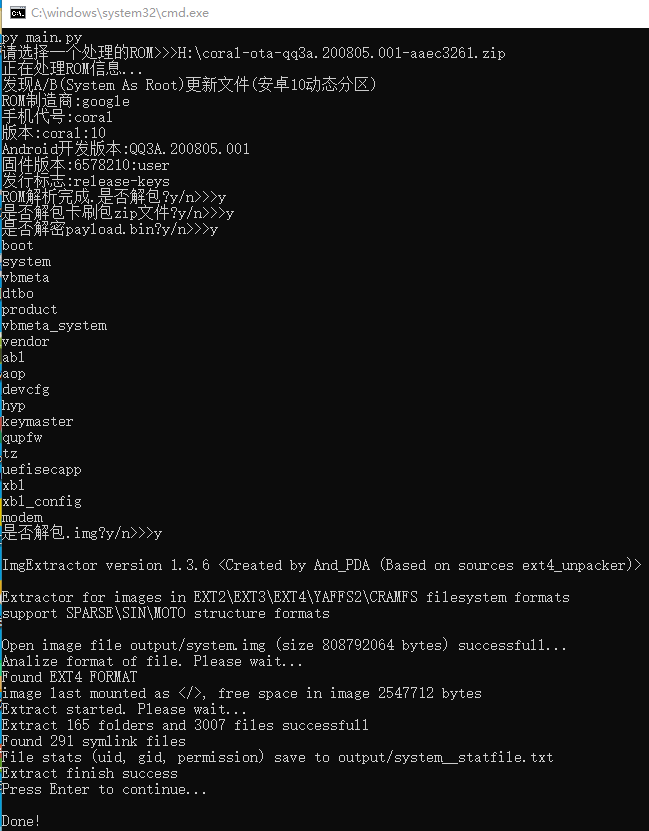 C:\windows\system32\cmd.exe
py main.py
请选择一个处理的ROM>>>H:\coral-ota-qq3a.200805.001-aaec3261.zip
正在处理ROM信息...
发现A/B(System As Root)更新文件(安卓10动态分区)
ROM制造商:google
手机代号:coral
版本:coral:10
Android开发版本:QQ3A.200805.001
固件版本:6578210:user
发行标志:release-keys
ROM解析完成.是否解包?y/n>>>y
是否解包卡刷包zip文件?y/n>>>y
是否解密payload.bin?y/n>>>y
boot
system
vbmeta
dtbo
product
vbmeta_system
vendor
abl
aop
devcfg
hyp
keymaster
qupfw
tz
uefisecapp
xbl
xbl_config
modem
是否解包.img?y/n>>>y
ImgExtractor version 1.3.6 <Created by And_PDA (Based on sources ext4_unpacker)>
Extractor for images in EXT2\EXT3\EXT4\YAFFS2\CRAMFS filesystem formats
support SPARSE\SIN\MOTO structure formats
Open image file output/system.img (size 808792064 bytes) successfull...
Analize format of file. Please wait...
Found EXT4 FORMAT
image last mounted as </>, free space in image 2547712 bytes
Extract started. Please wait...
Extract 165 folders and 3007 files successfull
Found 291 symlink files
File stats (uid, gid, permission) save to output/system__statfile.txt
Extract finish success
Press Enter to continue...
Done!